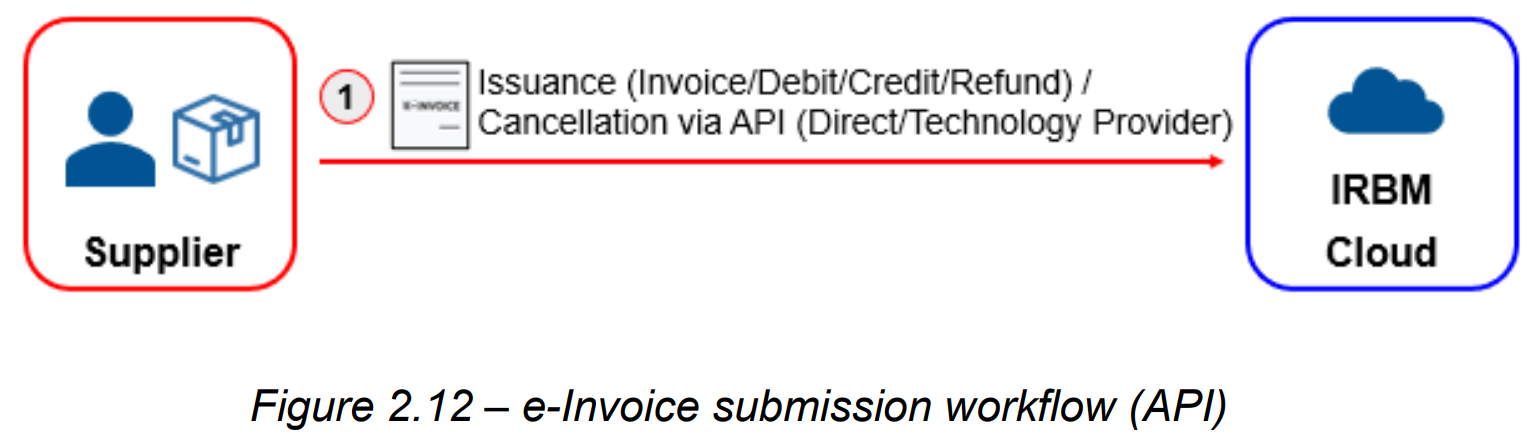 1
e-INVOICE
Issuance (Invoice/Debit/Credit/Refund) /
Cancellation via API (Direct/Technology Provider)
Supplier
IRBM
Cloud
Figure 2.12 – e-Invoice submission workflow (API)